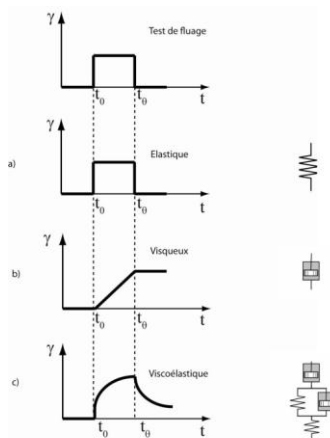 γ
Test de fluage
t₀ t_θ t
γ
Elastique
a)
t₀ t_θ t
γ
Visqueux
b)
t₀ t_θ t
γ
Viscoélastique
c)
t₀ t_θ t